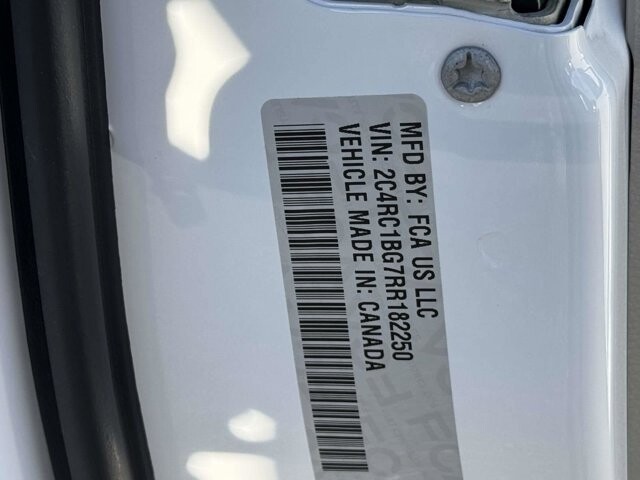 MFD BY: FCA US LLC
VIN: 2C4RC1BG7RR182250
VEHICLE MADE IN: CANADA